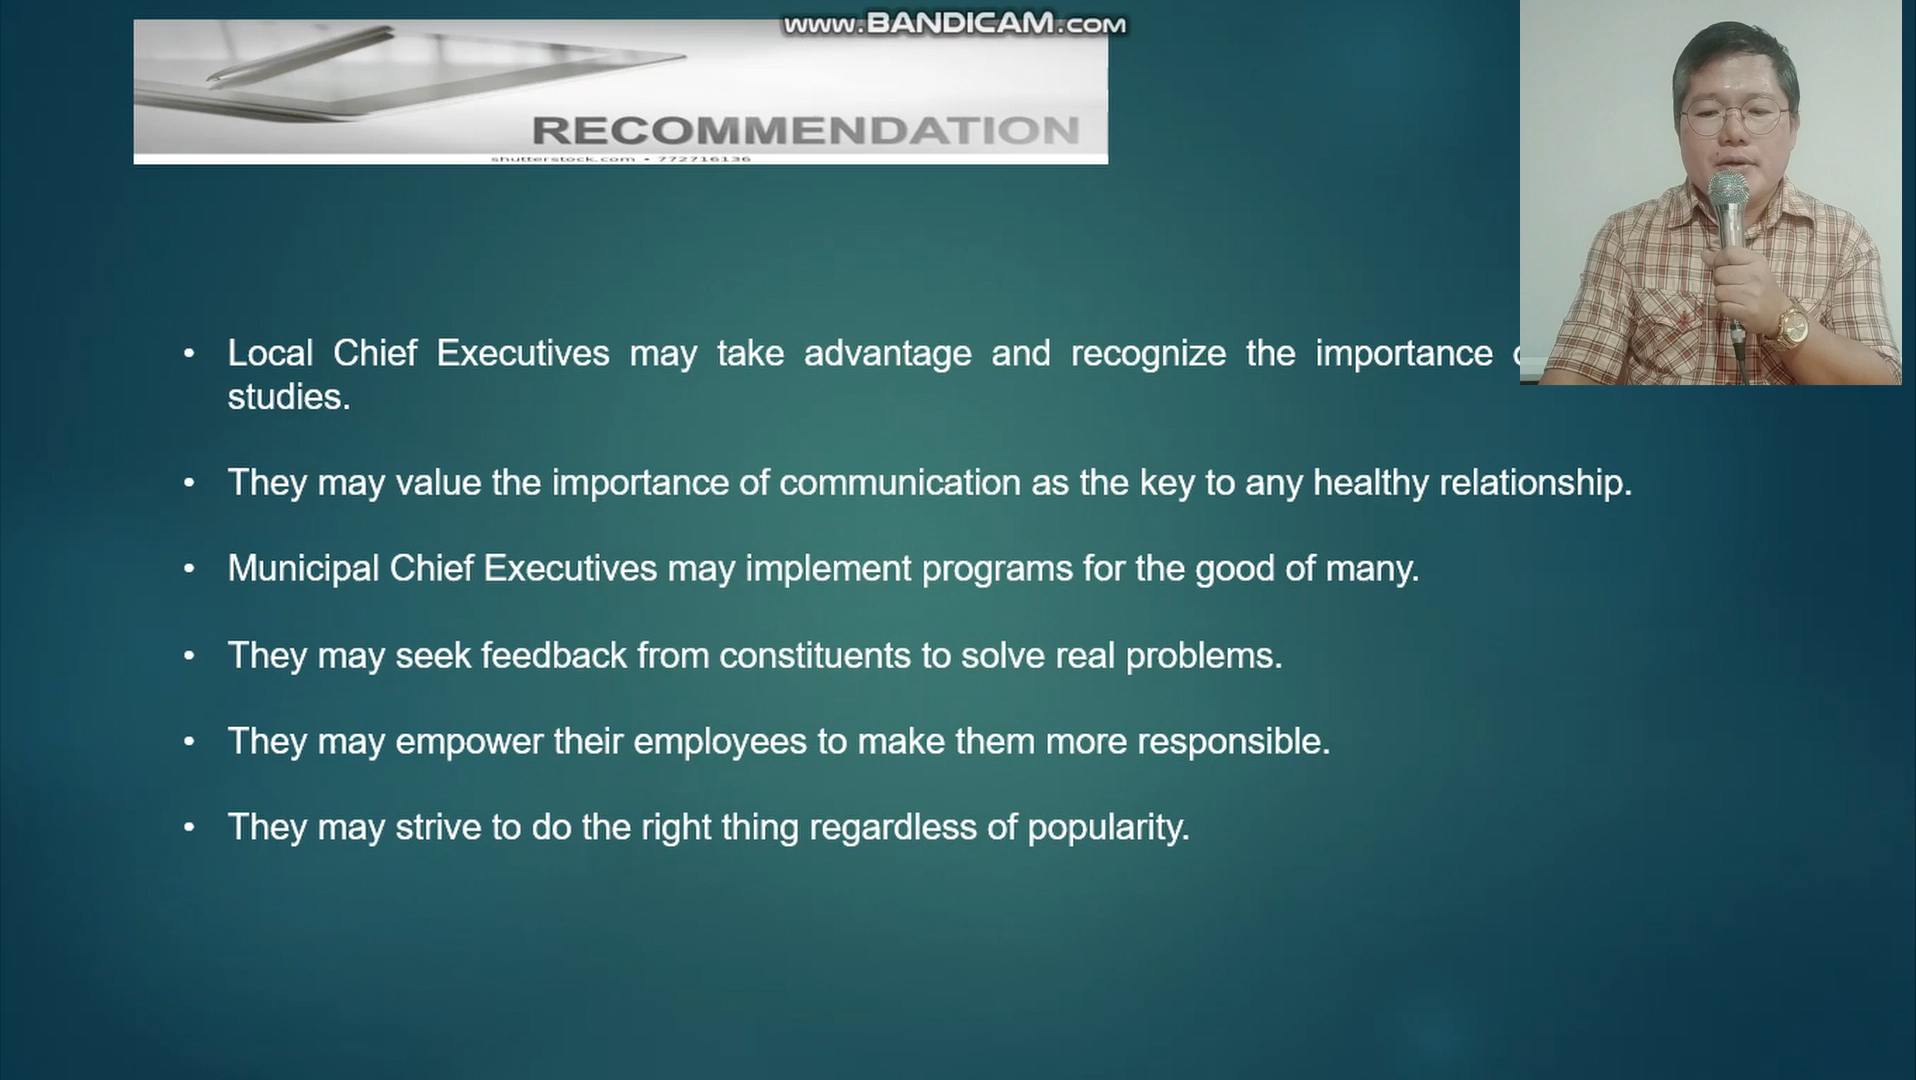 www.BANDICAM.com
RECOMMENDATION
shutterstock.com • 772716136
• Local Chief Executives may take advantage and recognize the importance
studies.
• They may value the importance of communication as the key to any healthy relationship.
• Municipal Chief Executives may implement programs for the good of many.
• They may seek feedback from constituents to solve real problems.
• They may empower their employees to make them more responsible.
• They may strive to do the right thing regardless of popularity.